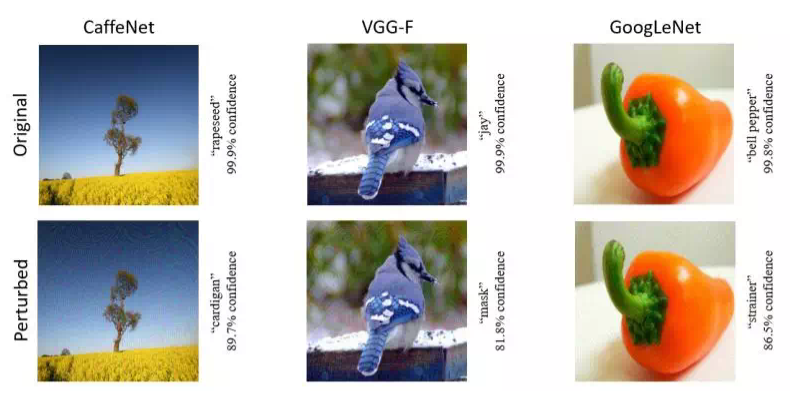 CaffeNet
VGG-F
GoogLeNet
Original
“rapeseed”
99.9% confidence
“jay”
99.9% confidence
“bell pepper”
99.8% confidence
Perturbed
“cardigan”
89.7% confidence
“mask”
81.8% confidence
“strainer”
86.5% confidence